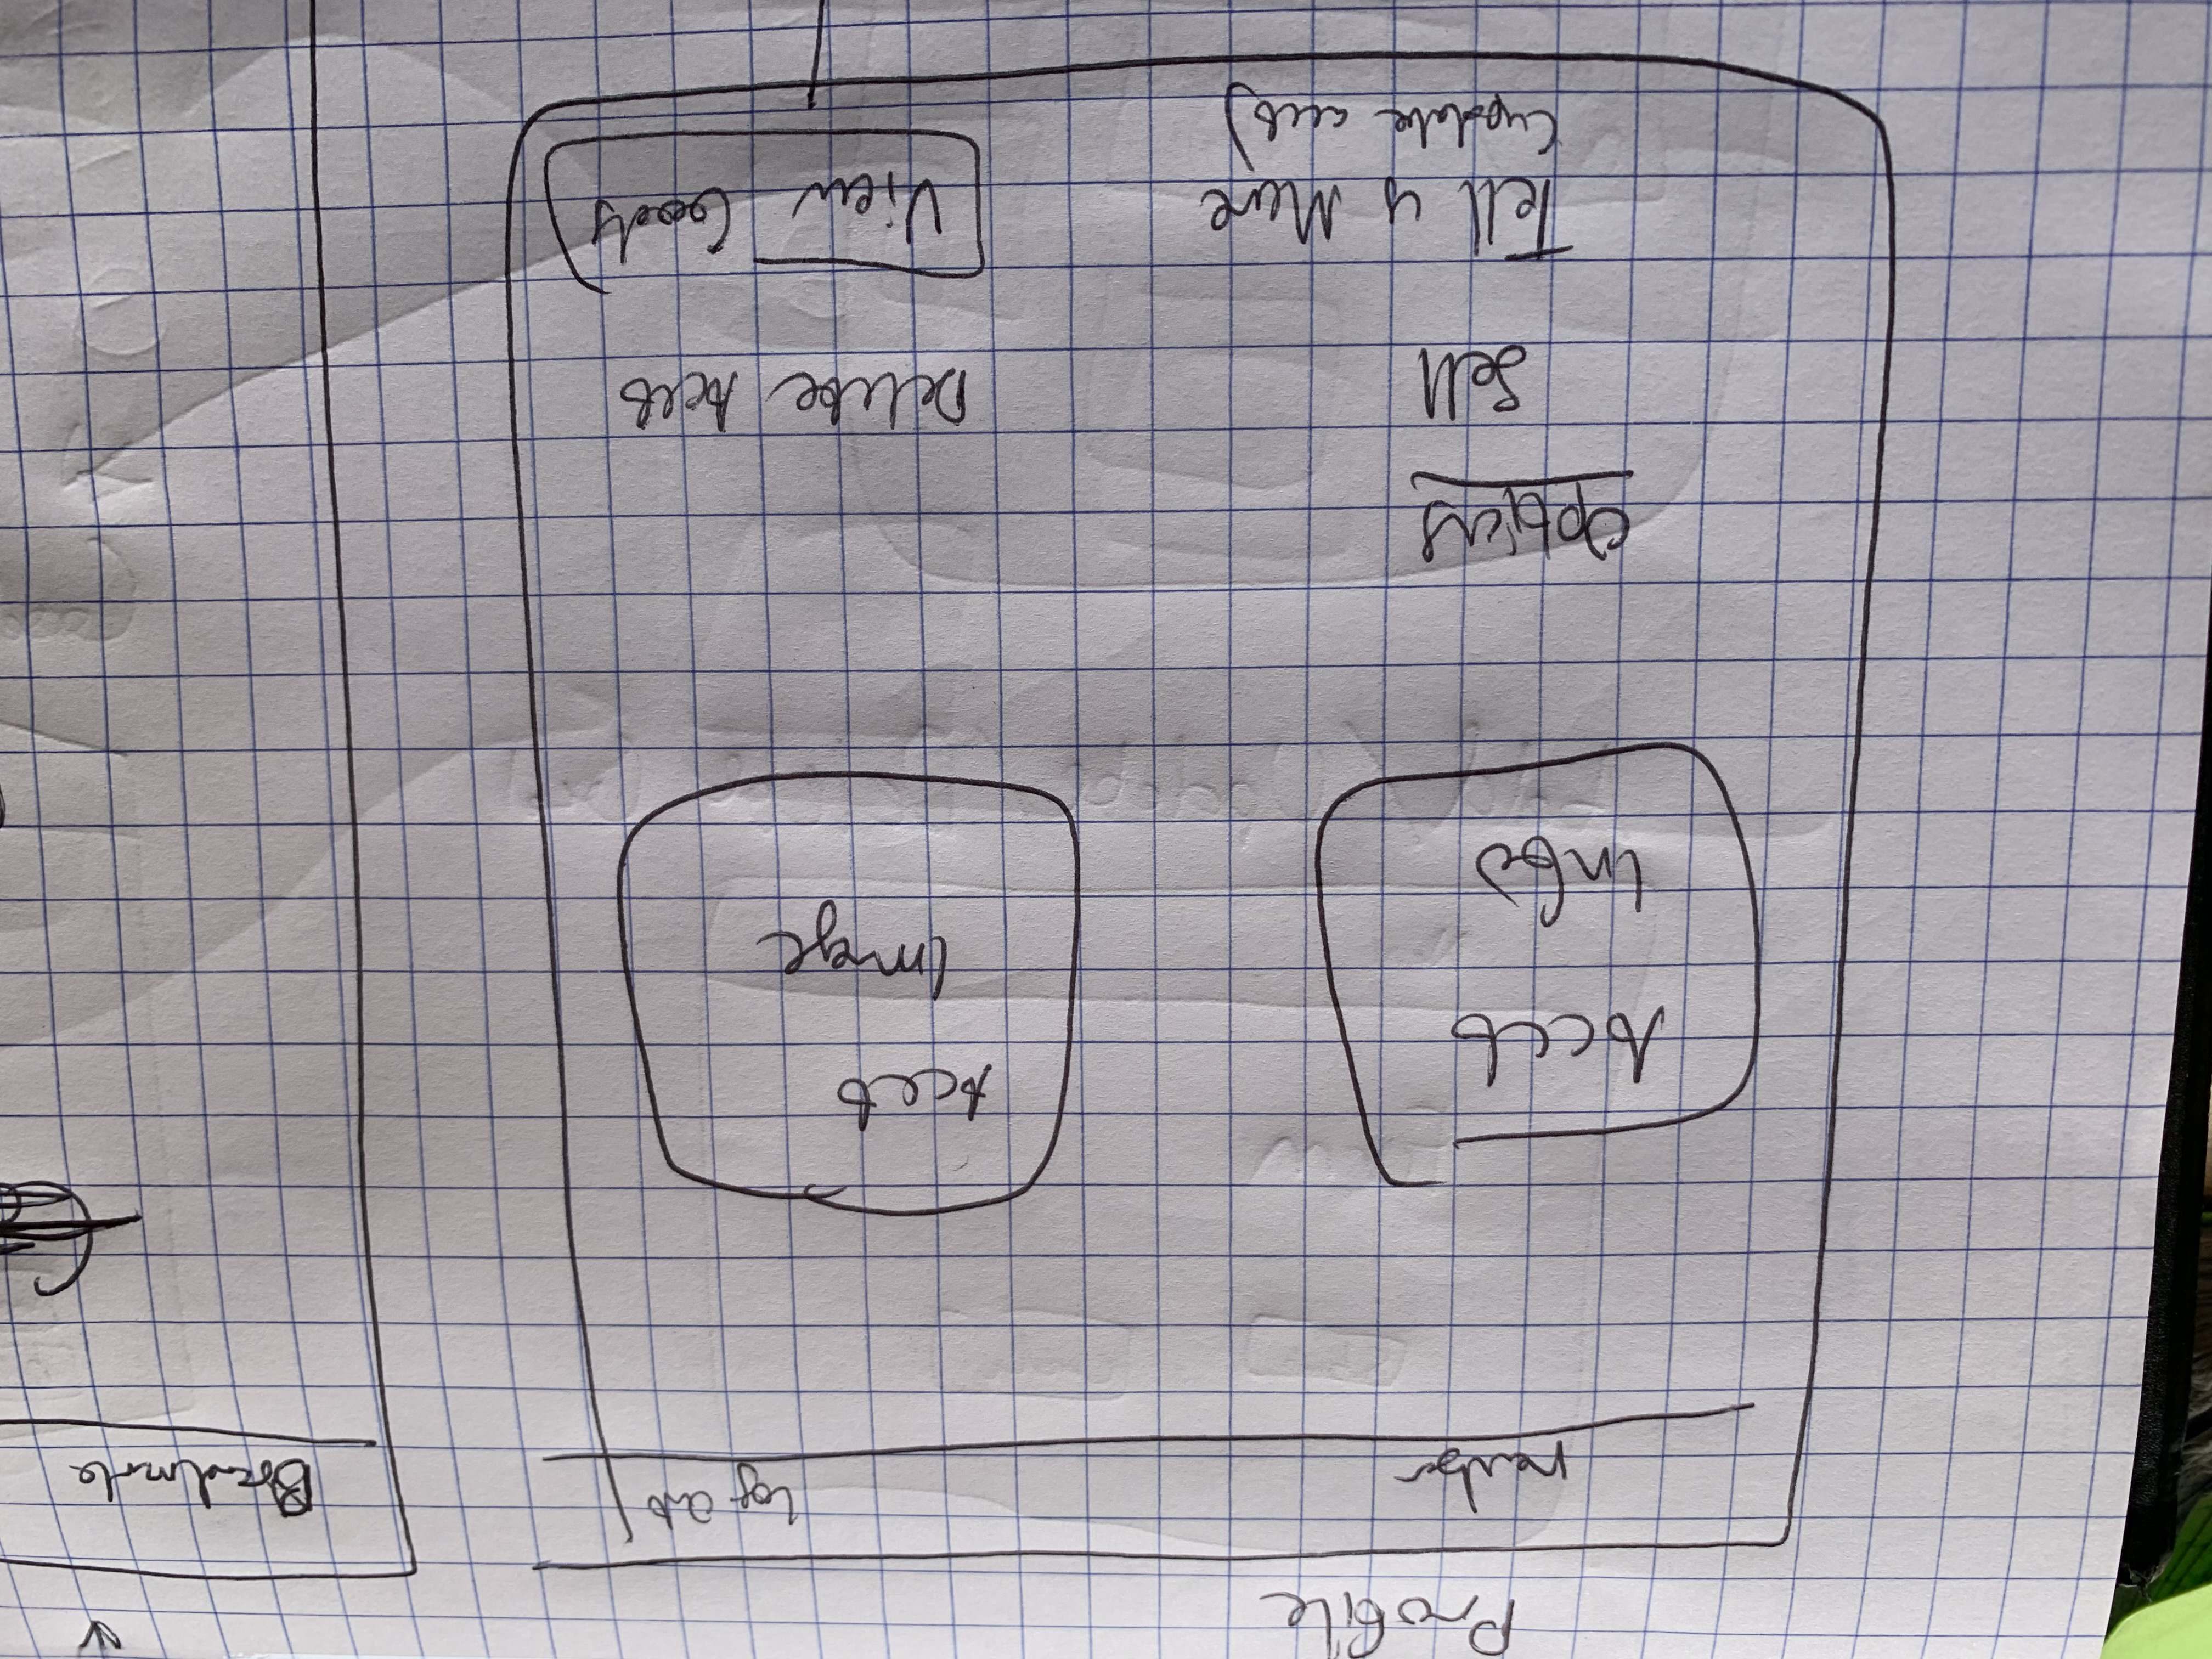 Profile
navbar
Log Out
Brandmark
Acct
Info
Acct
Image
Options
Sell
Delete Acct
Tell us More
(update acct)
View Goods